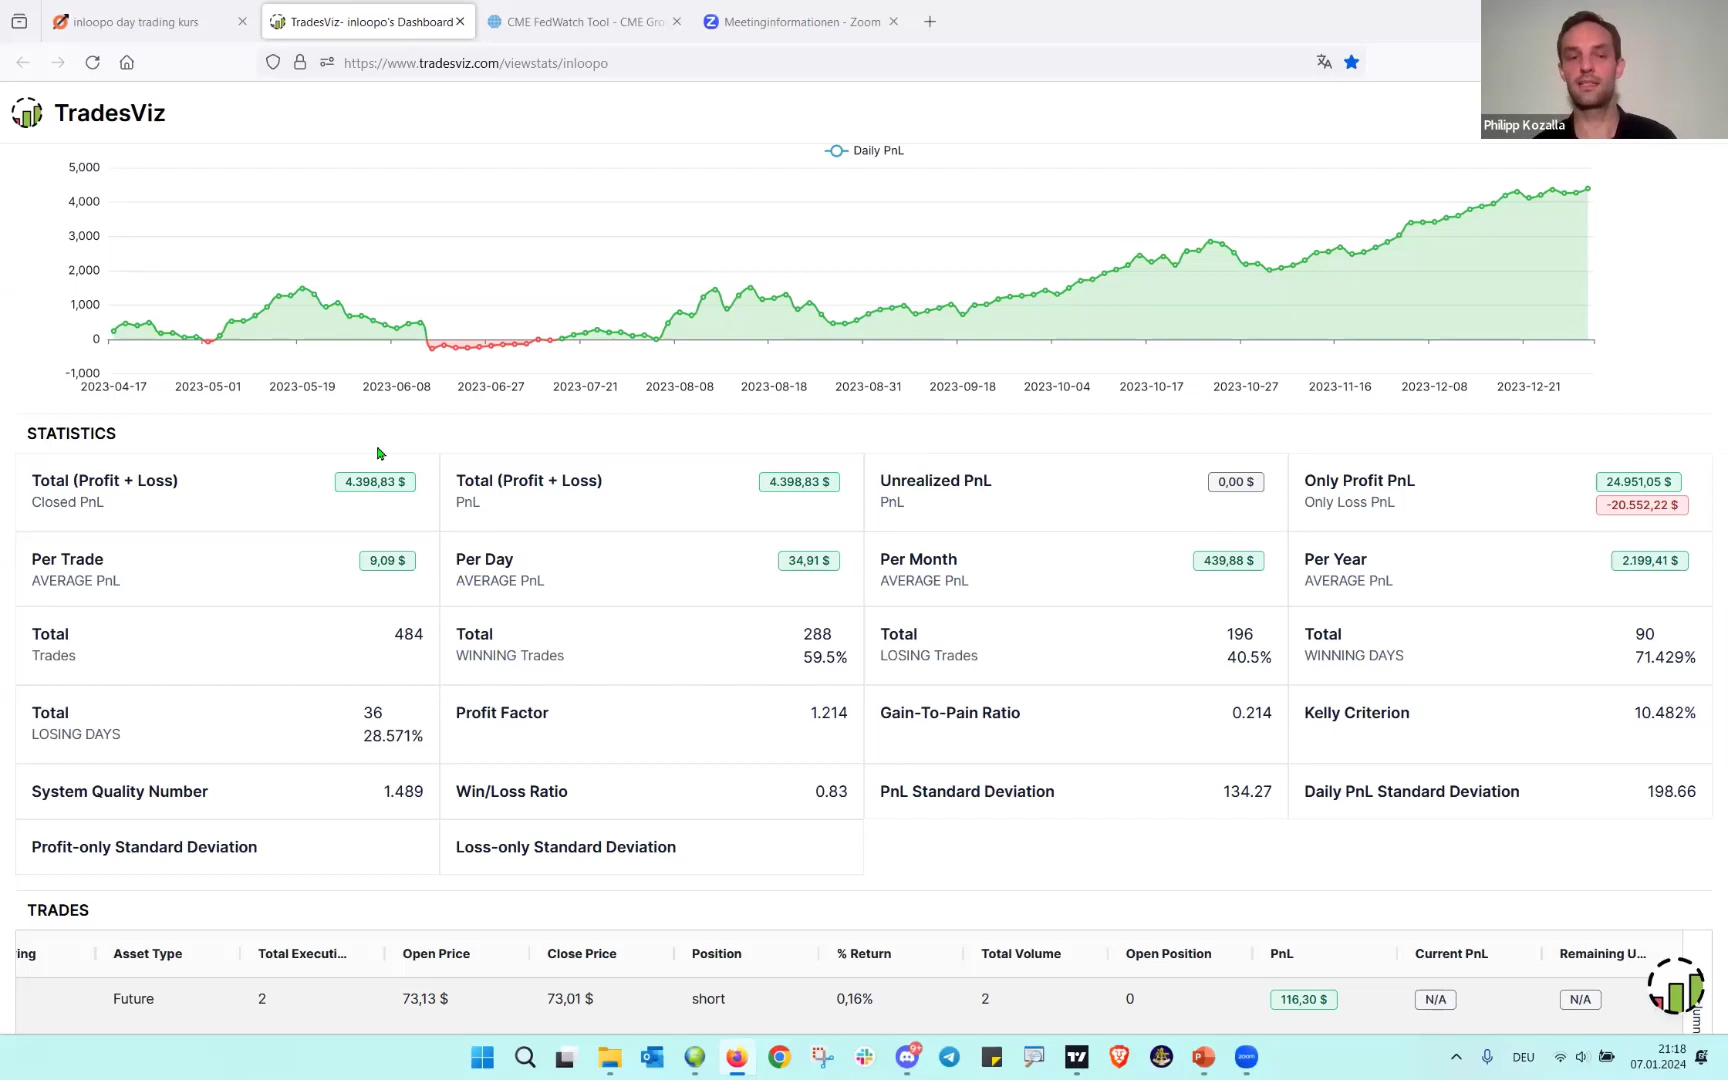 inloopo day trading kurs
TradesViz- inloopo's Dashboard
CME FedWatch Tool - CME Gro
Meetinginformationen - Zoom
https://www.tradesviz.com/viewstats/inloopo
Philipp Kozalla
TradesViz
Daily PnL
5,000
4,000
3,000
2,000
1,000
0
-1,000
2023-04-17 2023-05-01 2023-05-19 2023-06-08 2023-06-27 2023-07-21 2023-08-08 2023-08-18 2023-08-31 2023-09-18 2023-10-04 2023-10-17 2023-10-27 2023-11-16 2023-12-08 2023-12-21
STATISTICS
Total (Profit + Loss) 4.398,83 $
Closed PnL
Total (Profit + Loss) 4.398,83 $
PnL
Unrealized PnL 0,00 $
PnL
Only Profit PnL 24.951,05 $
Only Loss PnL -20.552,22 $
Per Trade 9,09 $
AVERAGE PnL
Per Day 34,91 $
AVERAGE PnL
Per Month 439,88 $
AVERAGE PnL
Per Year 2.199,41 $
AVERAGE PnL
Total 484
Trades
Total 288
WINNING Trades 59.5%
Total 196
LOSING Trades 40.5%
Total 90
WINNING DAYS 71.429%
Total 36
LOSING DAYS 28.571%
Profit Factor 1.214
Gain-To-Pain Ratio 0.214
Kelly Criterion 10.482%
System Quality Number 1.489
Win/Loss Ratio 0.83
PnL Standard Deviation 134.27
Daily PnL Standard Deviation 198.66
Profit-only Standard Deviation
Loss-only Standard Deviation
TRADES
ing Asset Type Total Executi... Open Price Close Price Position % Return Total Volume Open Position PnL Current PnL Remaining U...
Future 2 73,13 $ 73,01 $ short 0,16% 2 0 116,30 $ N/A N/A
9+
zoom
DEU
21:18
07.01.2024